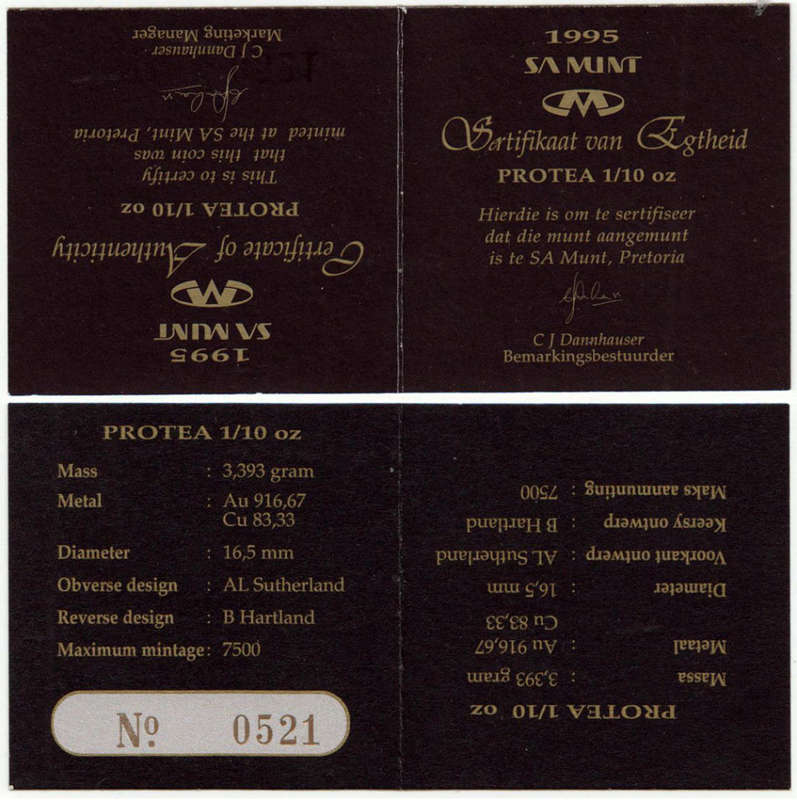 1995
SA MUNT
Certificate of Authenticity
PROTEA 1/10 oz
This is to certify
that this coin was
minted at the SA Mint, Pretoria
C J Dannhauser
Marketing Manager
1995
SA MUNT
Sertifikaat van Egtheid
PROTEA 1/10 oz
Hierdie is om te sertifiseer
dat die munt aangemunt
is te SA Munt, Pretoria
C J Dannhauser
Bemarkingsbestuurder
PROTEA 1/10 oz
Mass : 3,393 gram
Metal : Au 916,67
Cu 83,33
Diameter : 16,5 mm
Obverse design : AL Sutherland
Reverse design : B Hartland
Maximum mintage: 7500
Nº 0521
PROTEA 1/10 oz
Massa : 3,393 gram
Metaal : Au 916,67
Cu 83,33
Diameter : 16,5 mm
Voorkant ontwerp : AL Sutherland
Keersy ontwerp : B Hartland
Maks aanmunting : 7500